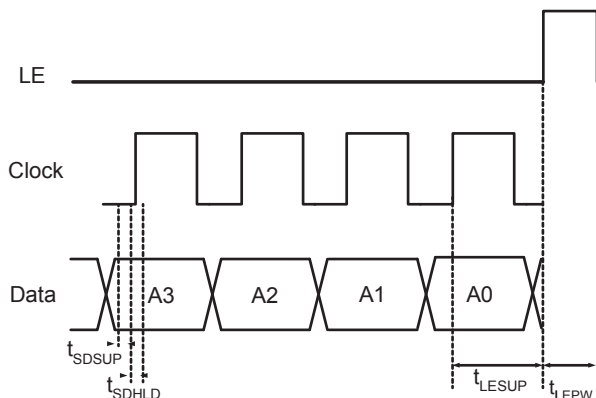 LE
Clock
Data
A3 A2 A1 A0
tSDSUP
tSDHLD
tLESUP
tLEPW